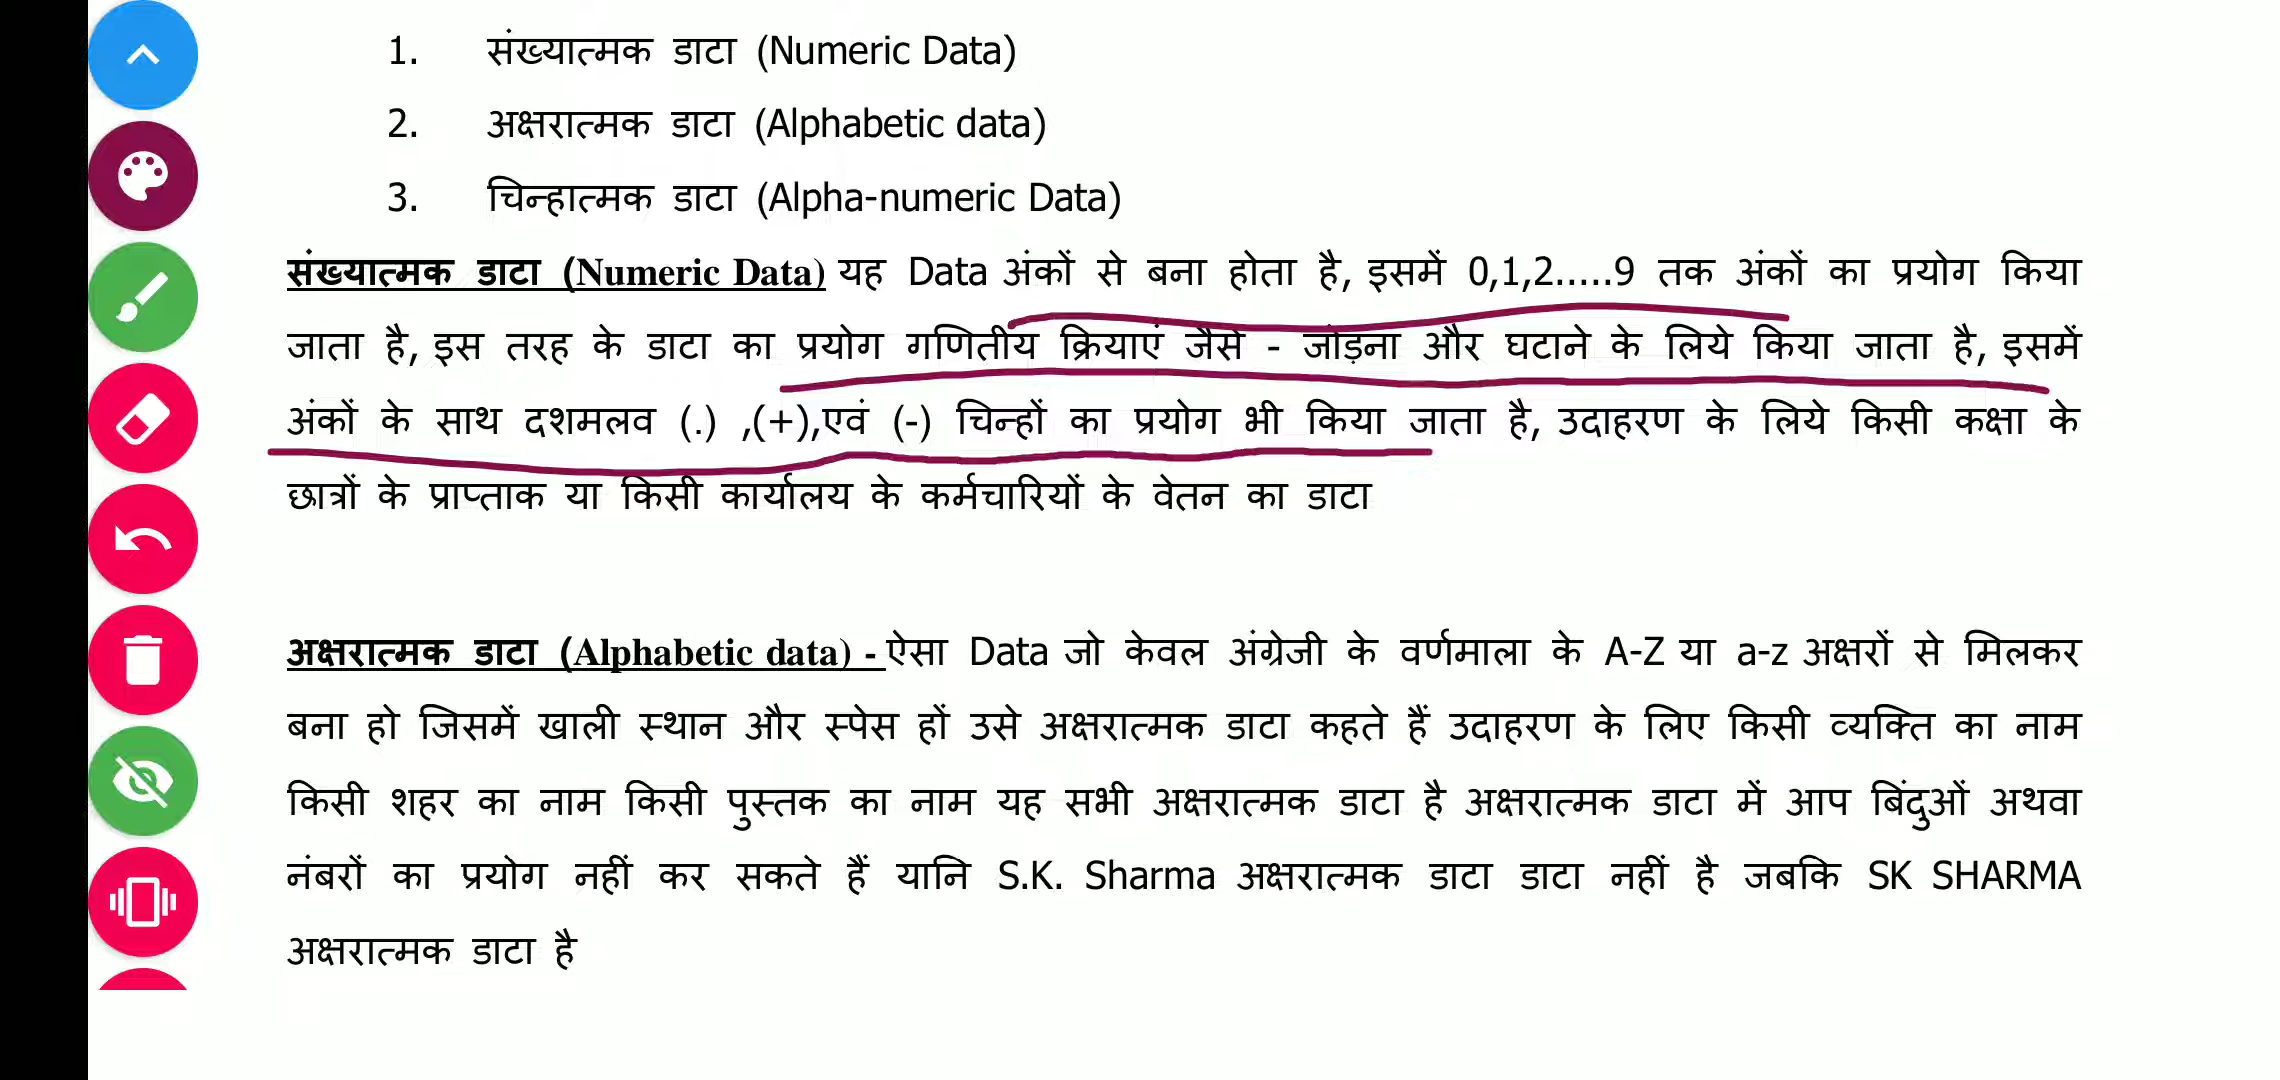 1. संख्यात्मक डाटा (Numeric Data)
2. अक्षरात्मक डाटा (Alphabetic data)
3. चिन्हात्मक डाटा (Alpha-numeric Data)
संख्यात्मक डाटा (Numeric Data) यह Data अंकों से बना होता है, इसमें 0,1,2.....9 तक अंकों का प्रयोग किया
जाता है, इस तरह के डाटा का प्रयोग गणितीय क्रियाएं जैसे - जोड़ना और घटाने के लिये किया जाता है, इसमें
अंकों के साथ दशमलव (.) ,(+),एवं (-) चिन्हों का प्रयोग भी किया जाता है, उदाहरण के लिये किसी कक्षा के
छात्रों के प्राप्ताक या किसी कार्यालय के कर्मचारियों के वेतन का डाटा
अक्षरात्मक डाटा (Alphabetic data) - ऐसा Data जो केवल अंग्रेजी के वर्णमाला के A-Z या a-z अक्षरों से मिलकर
बना हो जिसमें खाली स्थान और स्पेस हों उसे अक्षरात्मक डाटा कहते हैं उदाहरण के लिए किसी व्यक्ति का नाम
किसी शहर का नाम किसी पुस्तक का नाम यह सभी अक्षरात्मक डाटा है अक्षरात्मक डाटा में आप बिंदुओं अथवा
नंबरों का प्रयोग नहीं कर सकते हैं यानि S.K. Sharma अक्षरात्मक डाटा डाटा नहीं है जबकि SK SHARMA
अक्षरात्मक डाटा है